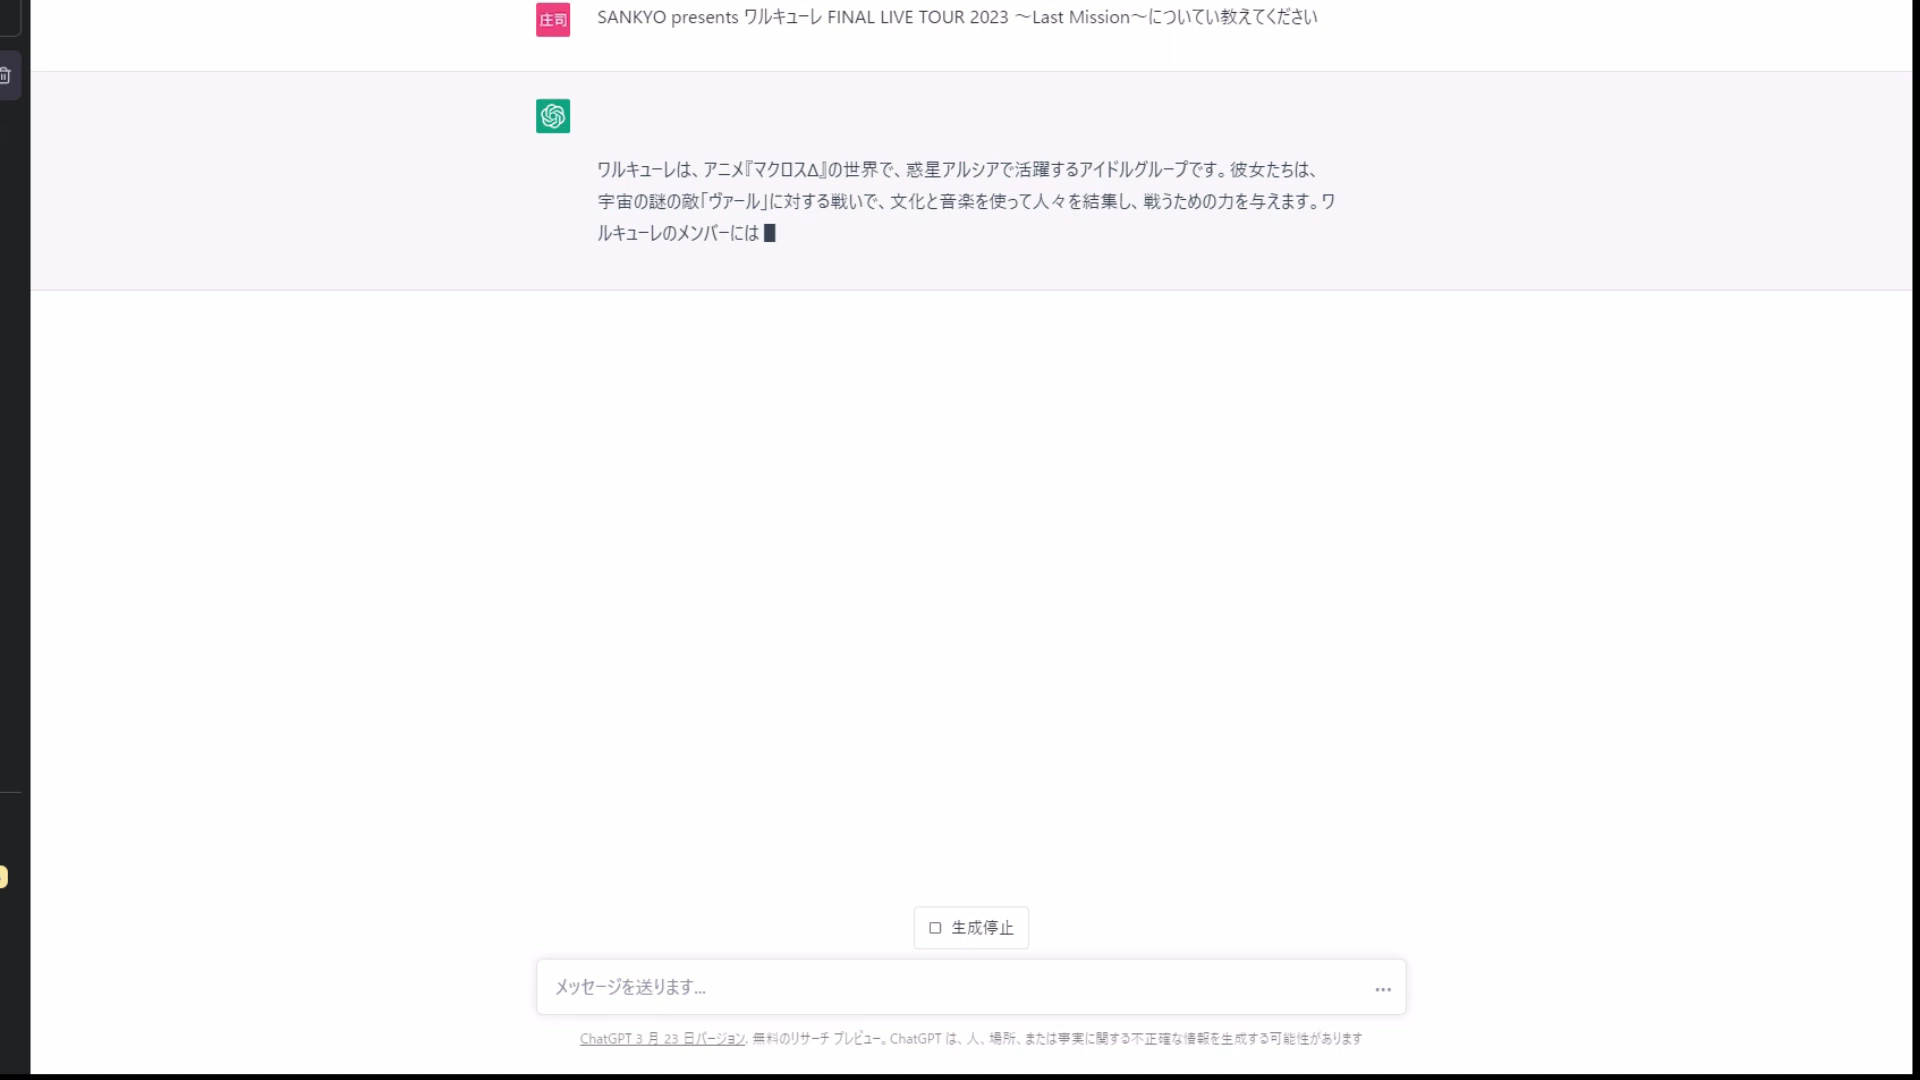 庄司
SANKYO presents ワルキューレ FINAL LIVE TOUR 2023 ～Last Mission～についてい教えてください
ワルキューレは、アニメ『マクロスΔ』の世界で、惑星アルシアで活躍するアイドルグループです。彼女たちは、
宇宙の謎の敵「ヴァール」に対する戦いで、文化と音楽を使って人々を結集し、戦うための力を与えます。ワ
ルキューレのメンバーには
生成停止
メッセージを送ります...
ChatGPT 3 月 23 日バージョン. 無料のリサーチ プレビュー。ChatGPT は、人、場所、または事実に関する不正確な情報を生成する可能性があります